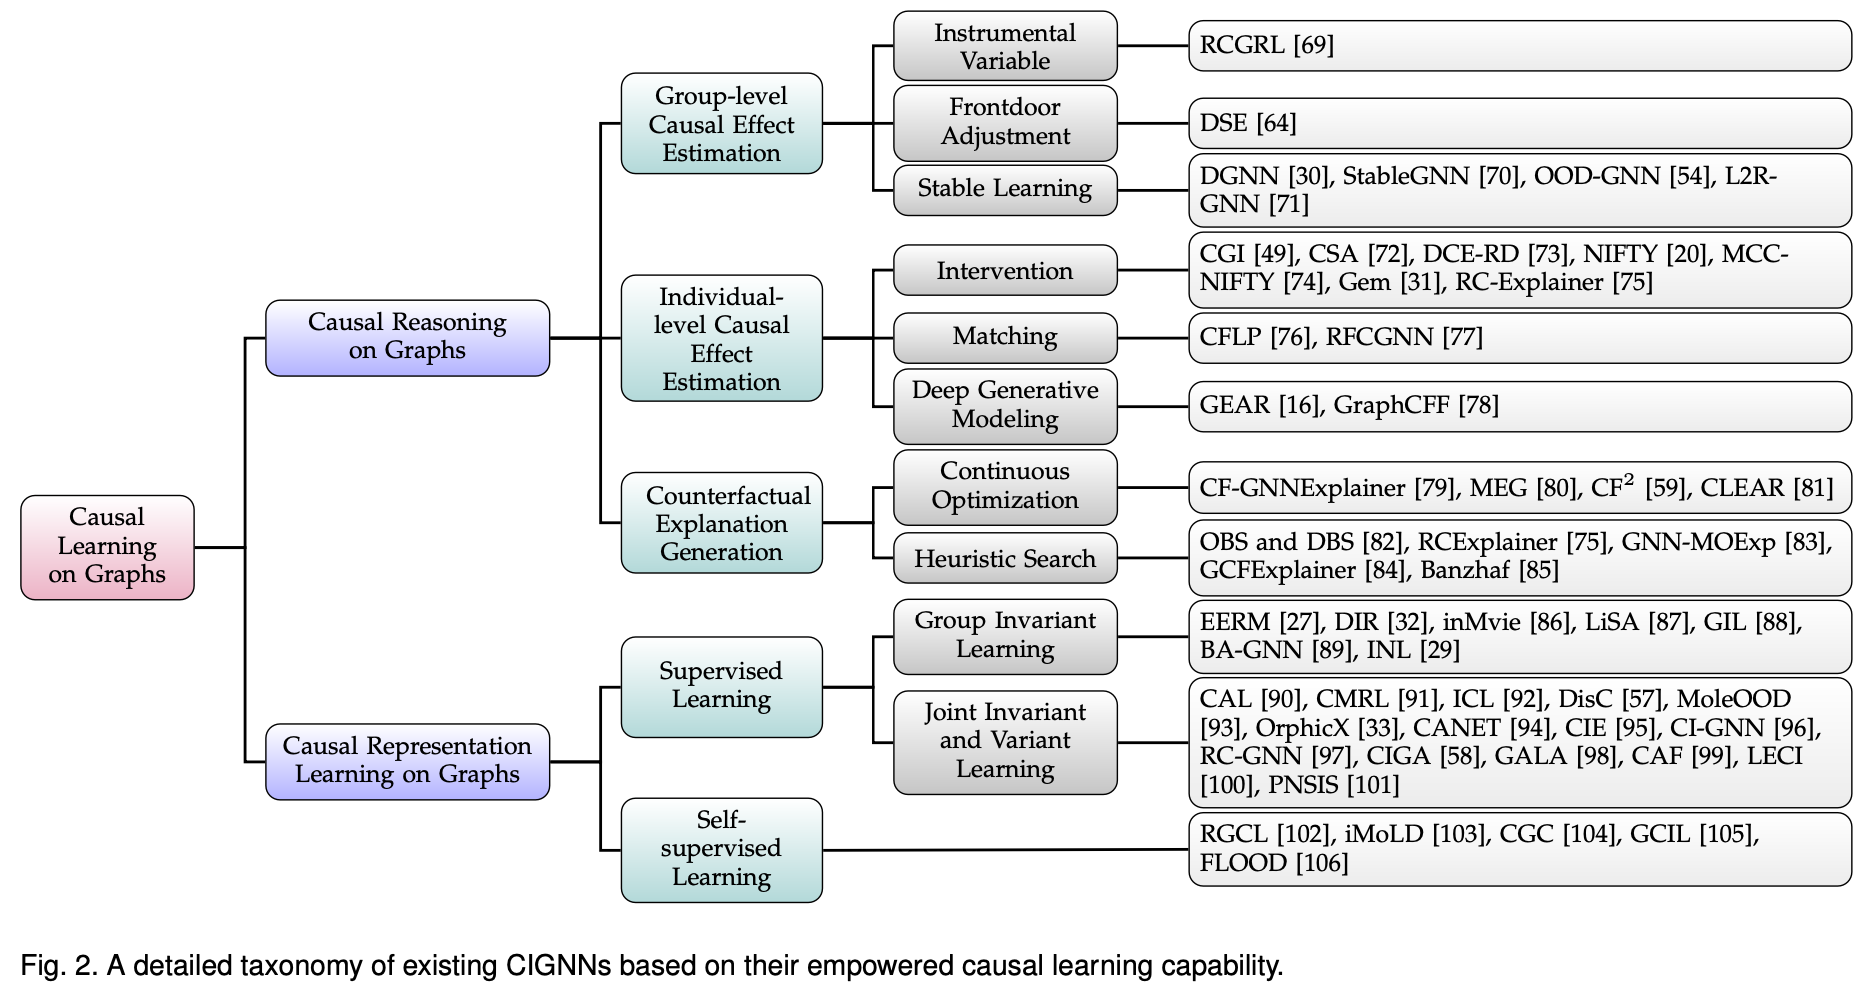 Causal
Learning
on Graphs
Causal Reasoning
on Graphs
Group-level
Causal Effect
Estimation
Instrumental
Variable
RCGRL [69]
Frontdoor
Adjustment
DSE [64]
Stable Learning
DGNN [30], StableGNN [70], OOD-GNN [54], L2R-
GNN [71]
Individual-
level Causal
Effect
Estimation
Intervention
CGI [49], CSA [72], DCE-RD [73], NIFTY [20], MCC-
NIFTY [74], Gem [31], RC-Explainer [75]
Matching
CFLP [76], RFCGNN [77]
Deep Generative
Modeling
GEAR [16], GraphCFF [78]
Counterfactual
Explanation
Generation
Continuous
Optimization
CF-GNNExplainer [79], MEG [80], CF² [59], CLEAR [81]
Heuristic Search
OBS and DBS [82], RCExplainer [75], GNN-MOExp [83],
GCFExplainer [84], Banzhaf [85]
Causal Representation
Learning on Graphs
Supervised
Learning
Group Invariant
Learning
EERM [27], DIR [32], inMvie [86], LiSA [87], GIL [88],
BA-GNN [89], INL [29]
Joint Invariant
and Variant
Learning
CAL [90], CMRL [91], ICL [92], DisC [57], MoleOOD
[93], OrphicX [33], CANET [94], CIE [95], CI-GNN [96],
RC-GNN [97], CIGA [58], GALA [98], CAF [99], LECI
[100], PNSIS [101]
Self-
supervised
Learning
RGCL [102], iMoLD [103], CGC [104], GCIL [105],
FLOOD [106]
Fig. 2. A detailed taxonomy of existing CIGNNs based on their empowered causal learning capability.